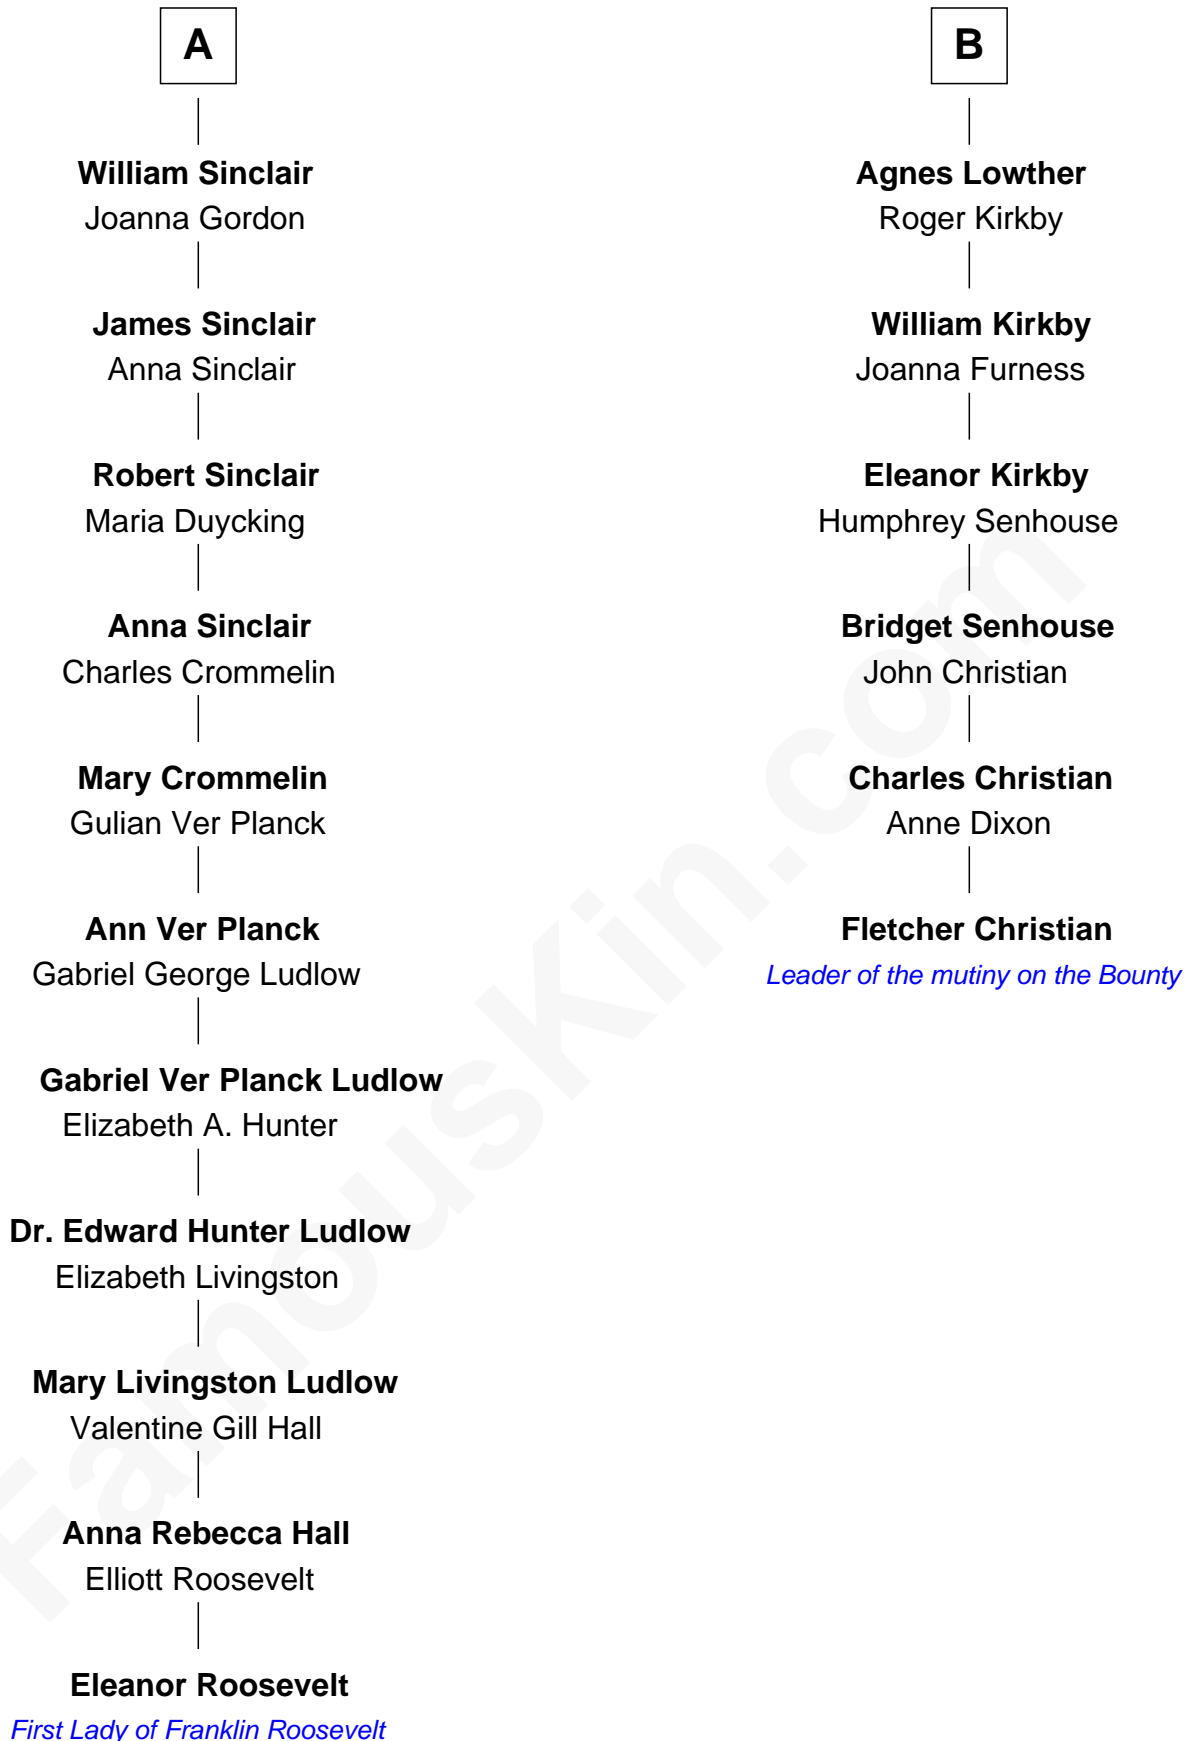 A
William Sinclair
Joanna Gordon
James Sinclair
Anna Sinclair
Robert Sinclair
Maria Duycking
Anna Sinclair
Charles Crommelin
Mary Crommelin
Gulian Ver Planck
Ann Ver Planck
Gabriel George Ludlow
Gabriel Ver Planck Ludlow
Elizabeth A. Hunter
Dr. Edward Hunter Ludlow
Elizabeth Livingston
Mary Livingston Ludlow
Valentine Gill Hall
Anna Rebecca Hall
Elliott Roosevelt
Eleanor Roosevelt
First Lady of Franklin Roosevelt
B
Agnes Lowther
Roger Kirkby
William Kirkby
Joanna Furness
Eleanor Kirkby
Humphrey Senhouse
Bridget Senhouse
John Christian
Charles Christian
Anne Dixon
Fletcher Christian
Leader of the mutiny on the Bounty
FamousKin.com